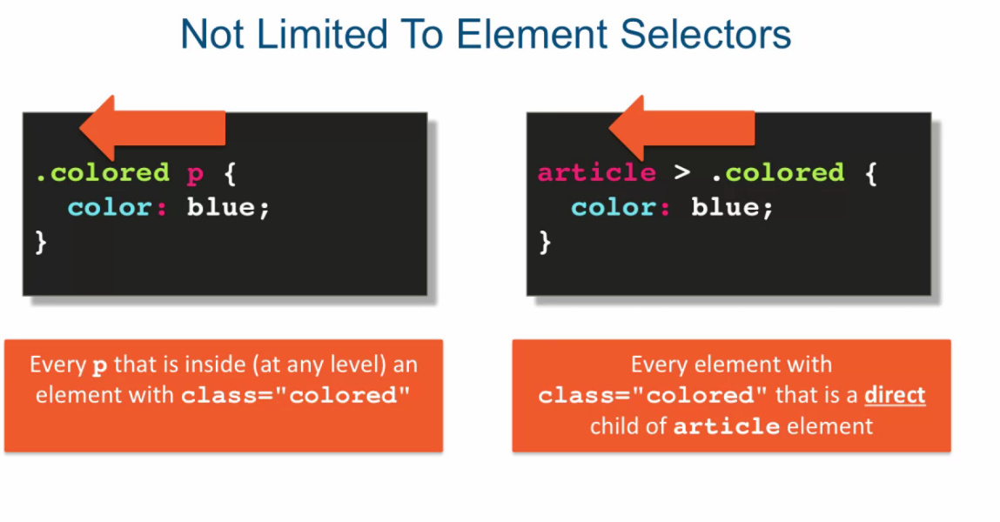 Not Limited To Element Selectors
.colored p {
  color: blue;
}
article > .colored {
  color: blue;
}
Every p that is inside (at any level) an
element with class="colored"
Every element with
class="colored" that is a direct
child of article element